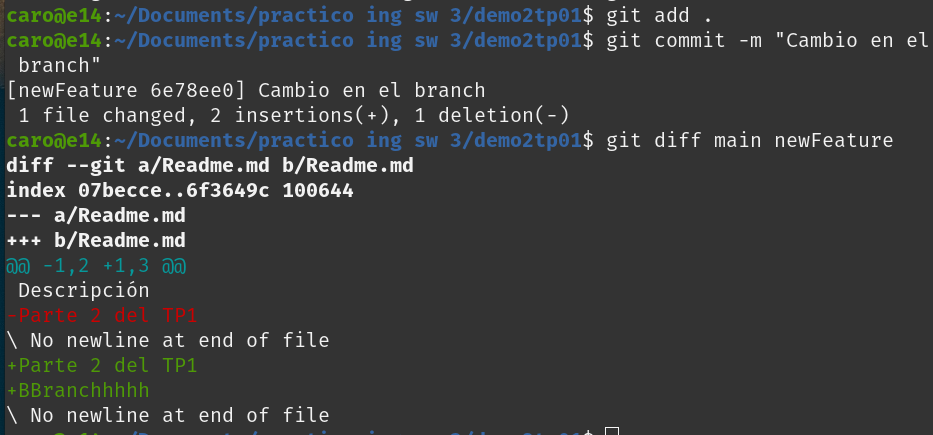 caro@e14:~/Documents/practico ing sw 3/demo2tp01$ git add .
caro@e14:~/Documents/practico ing sw 3/demo2tp01$ git commit -m "Cambio en el
 branch"
[newFeature 6e78ee0] Cambio en el branch
 1 file changed, 2 insertions(+), 1 deletion(-)
caro@e14:~/Documents/practico ing sw 3/demo2tp01$ git diff main newFeature
diff --git a/Readme.md b/Readme.md
index 07becce..6f3649c 100644
--- a/Readme.md
+++ b/Readme.md
@@ -1,2 +1,3 @@
 Descripción
-Parte 2 del TP1
\ No newline at end of file
+Parte 2 del TP1
+BBranchhhhh
\ No newline at end of file